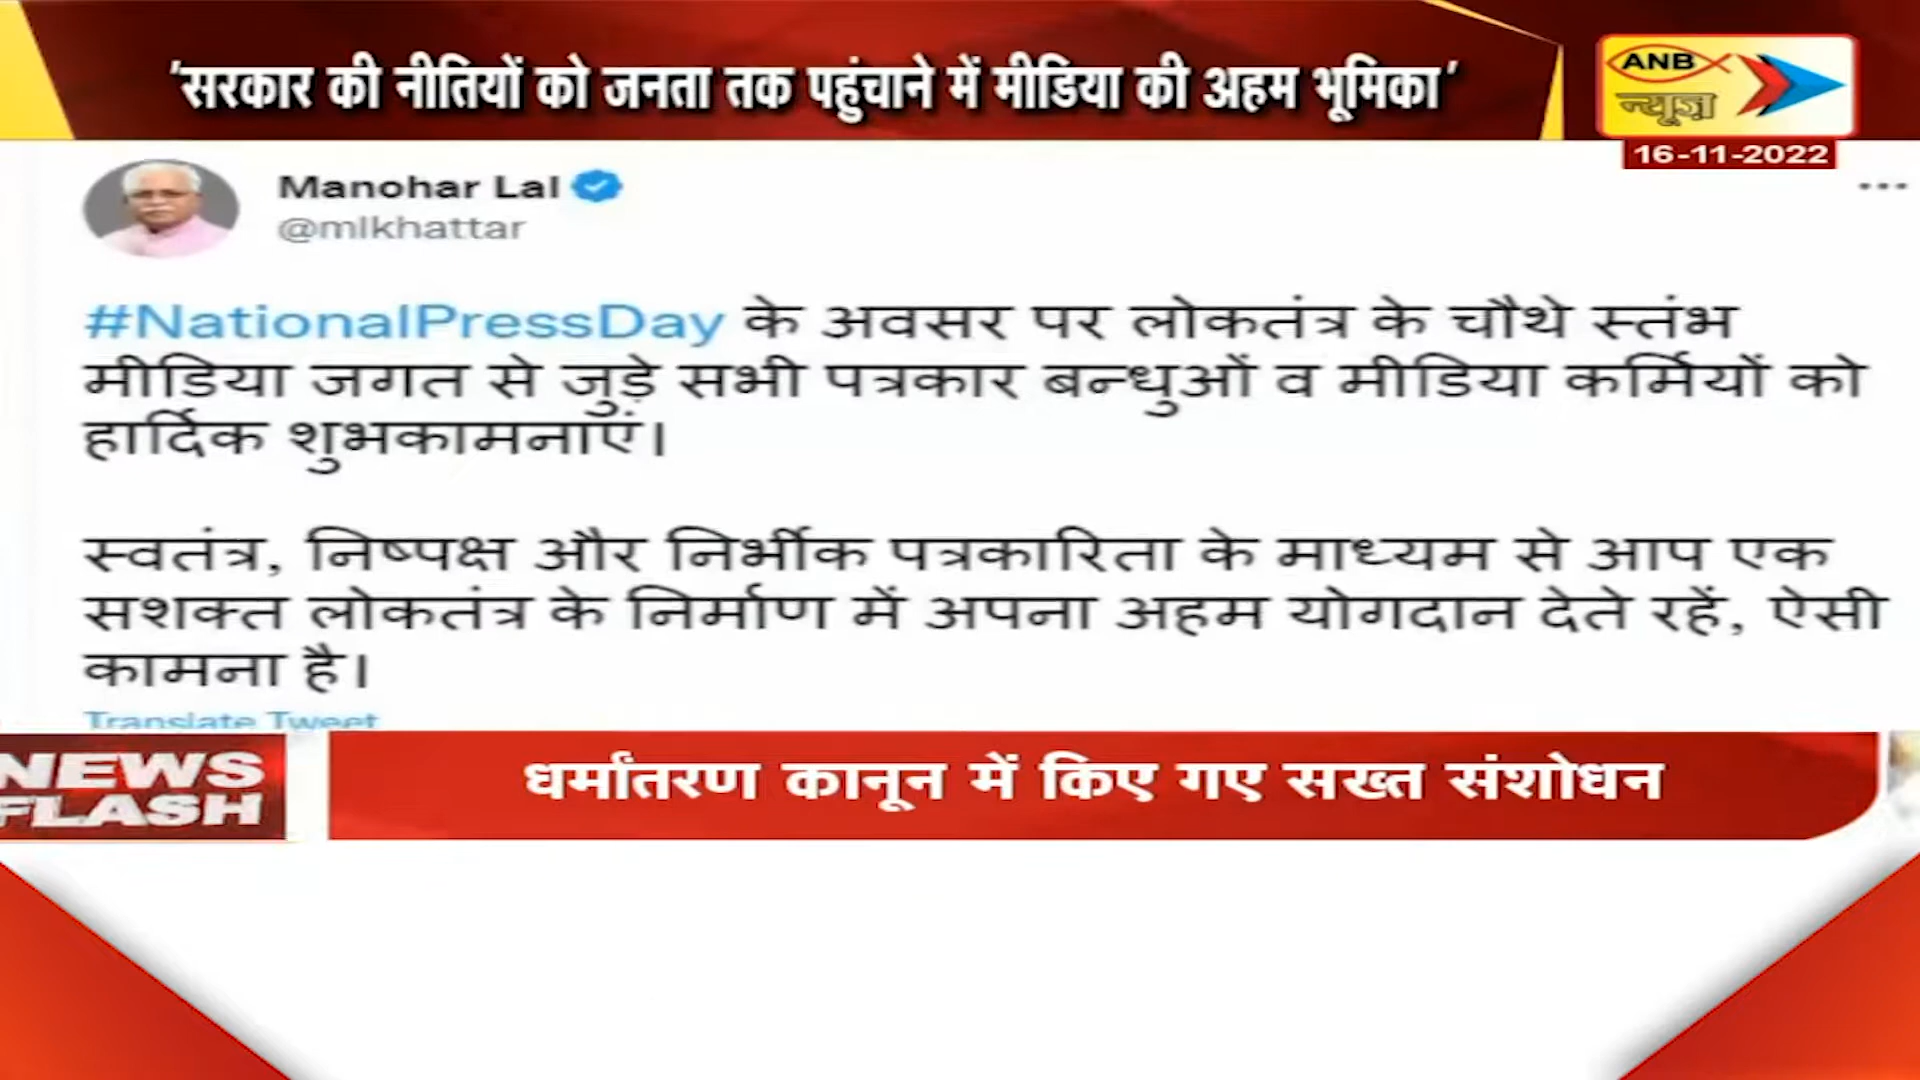 'सरकार की नीतियों को जनता तक पहुंचाने में मीडिया की अहम भूमिका'
ANB
न्यूज़
16-11-2022
Manohar Lal
@mlkhattar
#NationalPressDay के अवसर पर लोकतंत्र के चौथे स्तंभ
मीडिया जगत से जुड़े सभी पत्रकार बन्धुओं व मीडिया कर्मियों को
हार्दिक शुभकामनाएं।
स्वतंत्र, निष्पक्ष और निर्भीक पत्रकारिता के माध्यम से आप एक
सशक्त लोकतंत्र के निर्माण में अपना अहम योगदान देते रहें, ऐसी
कामना है।
Translate Tweet
NEWS
FLASH
धर्मांतरण कानून में किए गए सख्त संशोधन